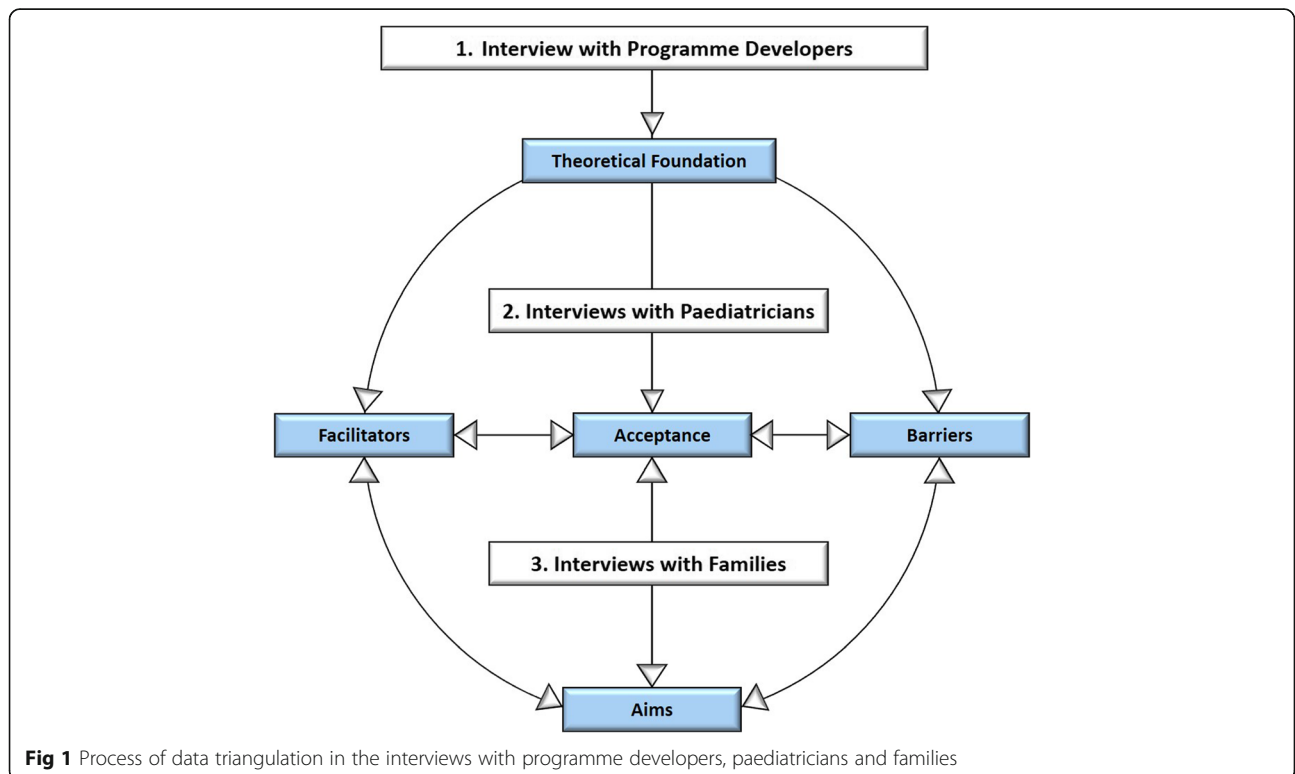 1. Interview with Programme Developers
Theoretical Foundation
2. Interviews with Paediatricians
Facilitators
Acceptance
Barriers
3. Interviews with Families
Aims
Fig 1 Process of data triangulation in the interviews with programme developers, paediatricians and families